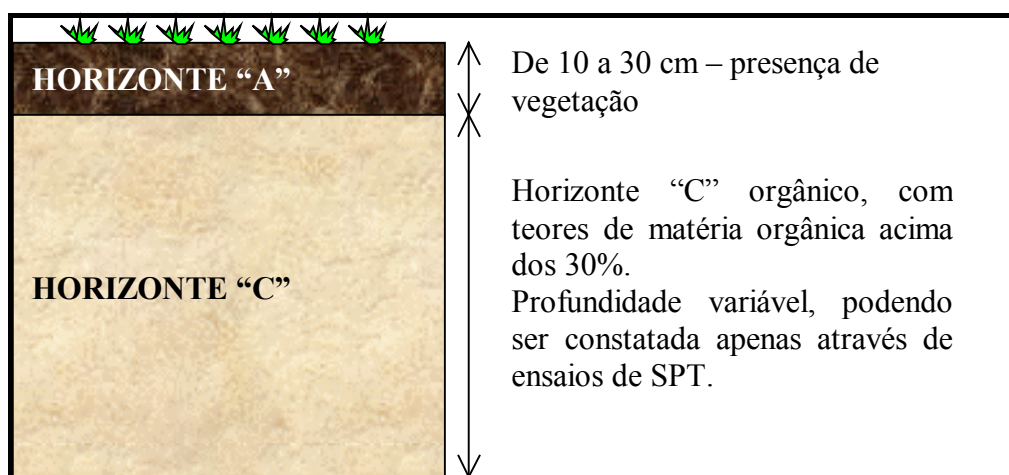 HORIZONTE “A”
De 10 a 30 cm – presença de
vegetação
HORIZONTE “C”
Horizonte “C” orgânico, com
teores de matéria orgânica acima
dos 30%.
Profundidade variável, podendo
ser constatada apenas através de
ensaios de SPT.